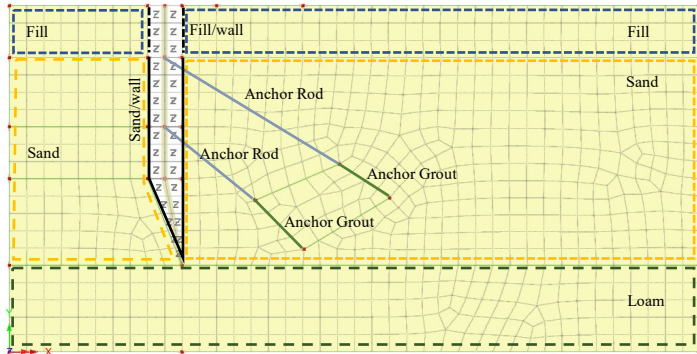 Fill
Fill/wall
Fill
Sand/wall
Anchor Rod
Sand
Sand
Anchor Rod
Anchor Grout
Anchor Grout
Loam
Y
Z
X